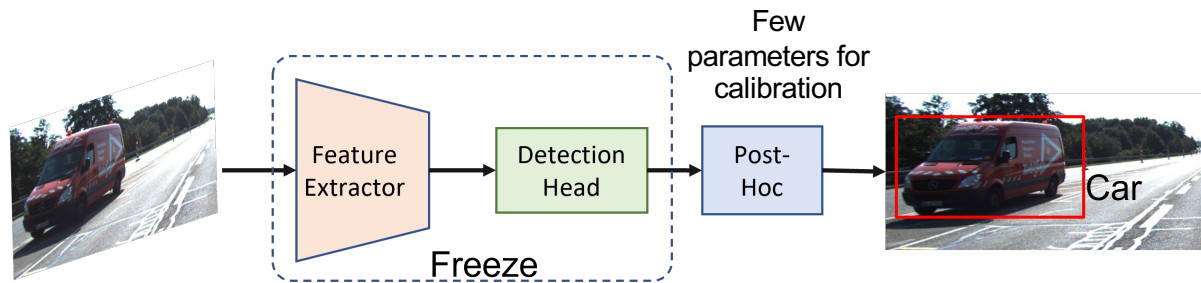 Few
parameters for
calibration
Feature
Extractor
Detection
Head
Post-
Hoc
Car
Freeze